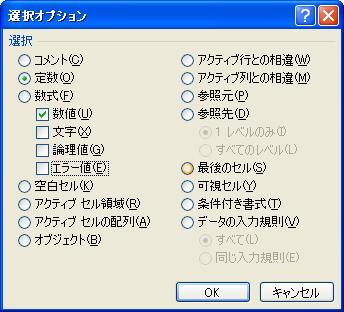 選択オプション
選択
コメント(C)
定数(O)
数式(F)
数値(U)
文字(X)
論理値(G)
エラー値(E)
空白セル(K)
アクティブ セル領域(R)
アクティブ セルの配列(A)
オブジェクト(B)
アクティブ行との相違(W)
アクティブ列との相違(M)
参照元(P)
参照先(D)
1 レベルのみ(I)
すべてのレベル(L)
最後のセル(S)
可視セル(Y)
条件付き書式(T)
データの入力規則(V)
すべて(L)
同じ入力規則(E)
OK
キャンセル